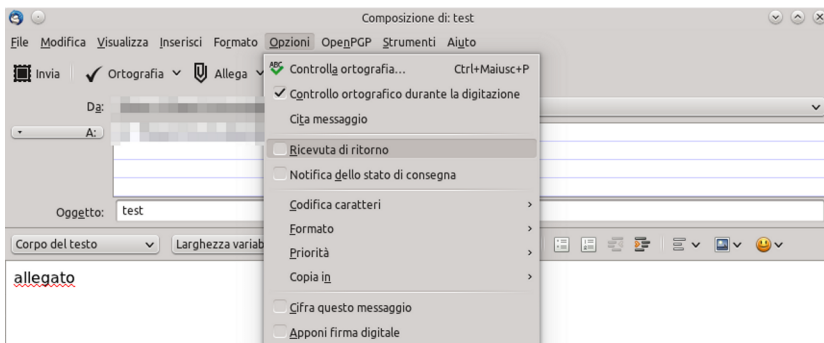 Composizione di: test
File Modifica Visualizza Inserisci Formato Opzioni OpenPGP Strumenti Aiuto
Invia Ortografia Allega
ABC Controlla ortografia... Ctrl+Maiusc+P
Controllo ortografico durante la digitazione
Da:
Cita messaggio
A:
Ricevuta di ritorno
Notifica dello stato di consegna
Codifica caratteri
Oggetto: test
Formato
Corpo del testo Larghezza variab
Priorità
allegato
Copia in
Cifra questo messaggio
Apponi firma digitale